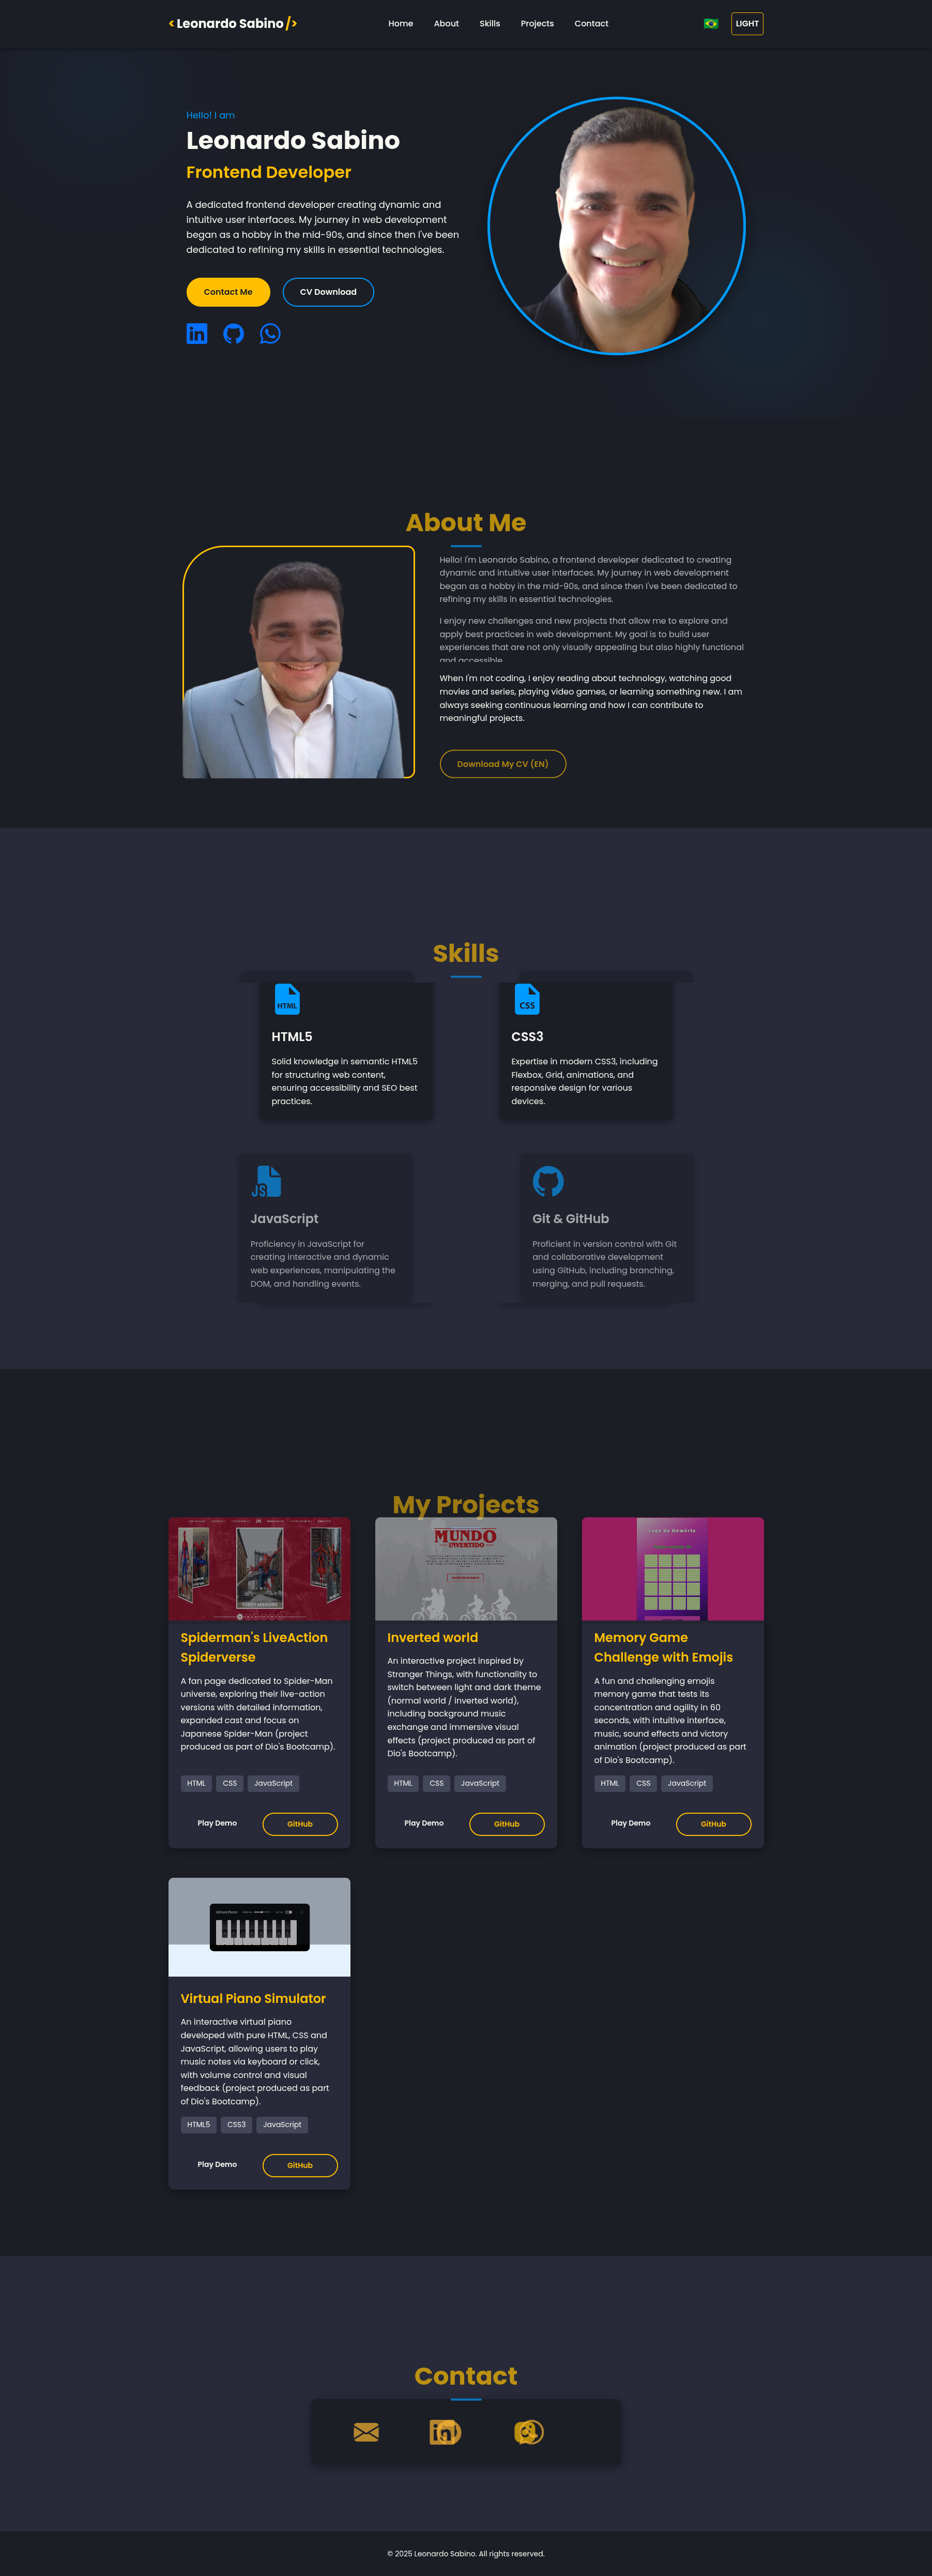 < Leonardo Sabino />
Home About Skills Projects Contact
LIGHT
Hello! I am
Leonardo Sabino
Frontend Developer
A dedicated frontend developer creating dynamic and
intuitive user interfaces. My journey in web development
began as a hobby in the mid-90s, and since then I've been
dedicated to refining my skills in essential technologies.
Contact Me CV Download
in
About Me
Hello! I'm Leonardo Sabino, a frontend developer dedicated to creating
dynamic and intuitive user interfaces. My journey in web development
began as a hobby in the mid-90s, and since then I've been dedicated to
refining my skills in essential technologies.
I enjoy new challenges and new projects that allow me to explore and
apply best practices in web development. My goal is to build user
experiences that are not only visually appealing but also highly functional
and accessible.
When I'm not coding, I enjoy reading about technology, watching good
movies and series, playing video games, or learning something new. I am
always seeking continuous learning and how I can contribute to
meaningful projects.
Download My CV (EN)
Skills
HTML
HTML5
Solid knowledge in semantic HTML5
for structuring web content,
ensuring accessibility and SEO best
practices.
CSS
CSS3
Expertise in modern CSS3, including
Flexbox, Grid, animations, and
responsive design for various
devices.
JS
JavaScript
Proficiency in JavaScript for
creating interactive and dynamic
web experiences, manipulating the
DOM, and handling events.
Git & GitHub
Proficient in version control with Git
and collaborative development
using GitHub, including branching,
merging, and pull requests.
My Projects
Spiderman's LiveAction
Spiderverse
A fan page dedicated to Spider-Man
universe, exploring their live-action
versions with detailed information,
expanded cast and focus on
Japanese Spider-Man (project
produced as part of Dio's Bootcamp).
HTML CSS JavaScript
Play Demo GitHub
MUNDO
INVERTIDO
Inverted world
An interactive project inspired by
Stranger Things, with functionality to
switch between light and dark theme
(normal world / inverted world),
including background music
exchange and immersive visual
effects (project produced as part of
Dio's Bootcamp).
HTML CSS JavaScript
Play Demo GitHub
Jogo da Memória
Memory Game
Challenge with Emojis
A fun and challenging emojis
memory game that tests its
concentration and agility in 60
seconds, with intuitive interface,
music, sound effects and victory
animation (project produced as part
of Dio's Bootcamp).
HTML CSS JavaScript
Play Demo GitHub
Virtual Piano
Virtual Piano Simulator
An interactive virtual piano
developed with pure HTML, CSS and
JavaScript, allowing users to play
music notes via keyboard or click,
with volume control and visual
feedback (project produced as part
of Dio's Bootcamp).
HTML5 CSS3 JavaScript
Play Demo GitHub
Contact
in
© 2025 Leonardo Sabino. All rights reserved.